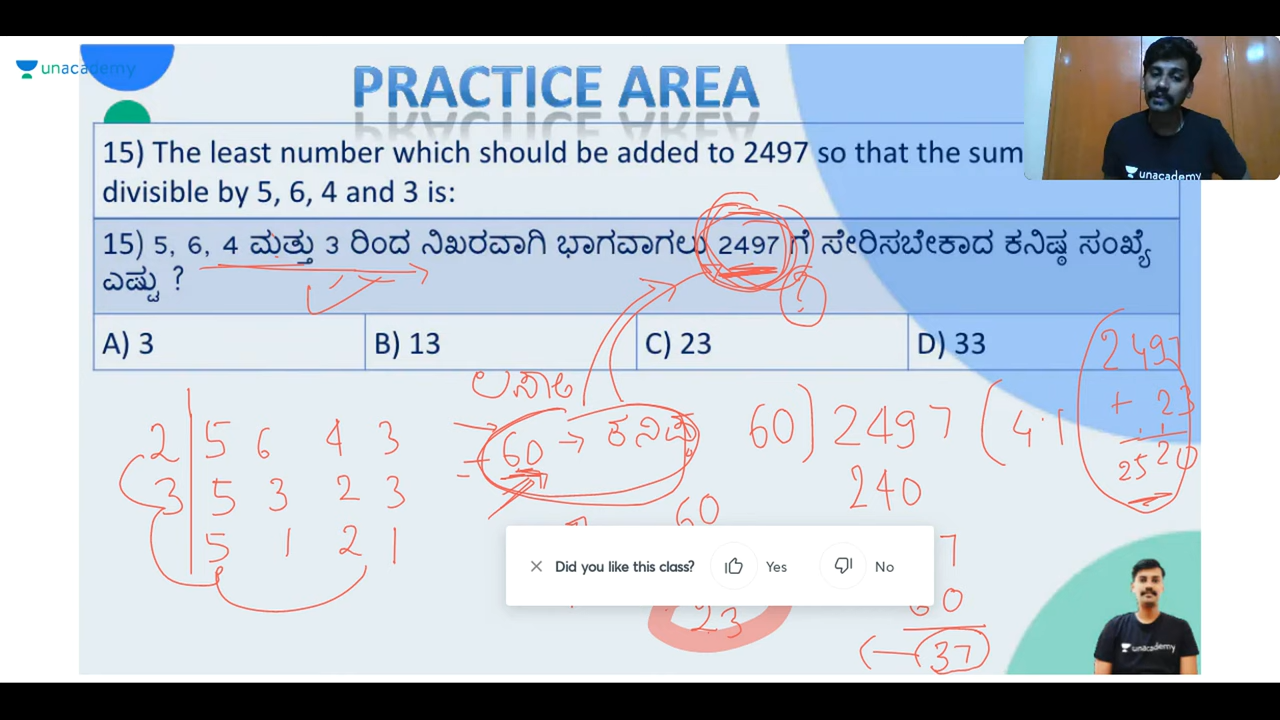 unacademy
PRACTICE AREA
15) The least number which should be added to 2497 so that the sum
divisible by 5, 6, 4 and 3 is:
15) 5, 6, 4 ಮತ್ತು 3 ರಿಂದ ನಿಖರವಾಗಿ ಭಾಗವಾಗಲು 2497 ಗೆ ಸೇರಿಸಬೇಕಾದ ಕನಿಷ್ಠ ಸಂಖ್ಯೆ
ಎಷ್ಟು ?
?
A) 3
B) 13
C) 23
D) 33
2497
+ 23
2520
ಲಸಾಅ
2 5 6 4 3
3 5 3 2 3
5 1 2 1
60 → ಕನಿಷ್ಠ
60) 2497 (41
240
7
60
37
60
23
Did you like this class? Yes No
unacademy
unacademy